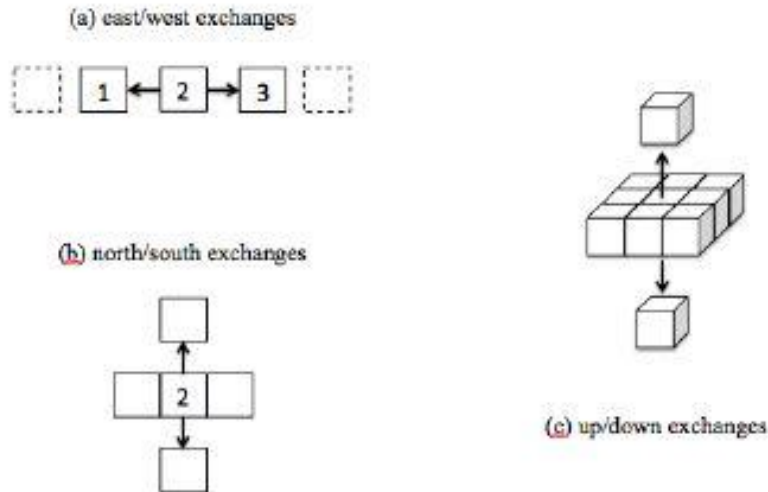 (a) east/west exchanges
1 2 3
(b) north/south exchanges
2
(c) up/down exchanges